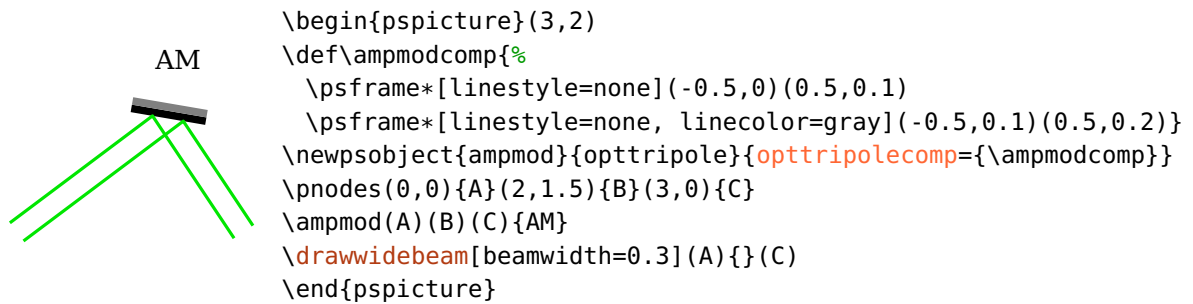 AM
\begin{pspicture}(3,2)
\def\ampmodcomp{%
\psframe*[linestyle=none](-0.5,0)(0.5,0.1)
\psframe*[linestyle=none, linecolor=gray](-0.5,0.1)(0.5,0.2)}
\newpsobject{ampmod}{opttripole}{opttripolecomp={\ampmodcomp}}
\pnodes(0,0){A}(2,1.5){B}(3,0){C}
\ampmod(A)(B)(C){AM}
\drawwidebeam[beamwidth=0.3](A){}(C)
\end{pspicture}